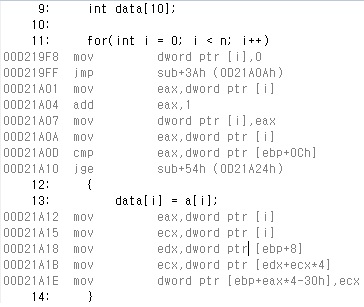 9: int data[10];
10:
11: for(int i = 0; i < n; i++)
00D219F8 mov dword ptr [i],0
00D219FF jmp sub+3Ah (0D21A0Ah)
00D21A01 mov eax,dword ptr [i]
00D21A04 add eax,1
00D21A07 mov dword ptr [i],eax
00D21A0A mov eax,dword ptr [i]
00D21A0D cmp eax,dword ptr [ebp+0Ch]
00D21A10 jge sub+54h (0D21A24h)
12: {
13: data[i] = a[i];
00D21A12 mov eax,dword ptr [i]
00D21A15 mov ecx,dword ptr [i]
00D21A18 mov edx,dword ptr [ebp+8]
00D21A1B mov ecx,dword ptr [edx+ecx*4]
00D21A1E mov dword ptr [ebp+eax*4-30h],ecx
14: }